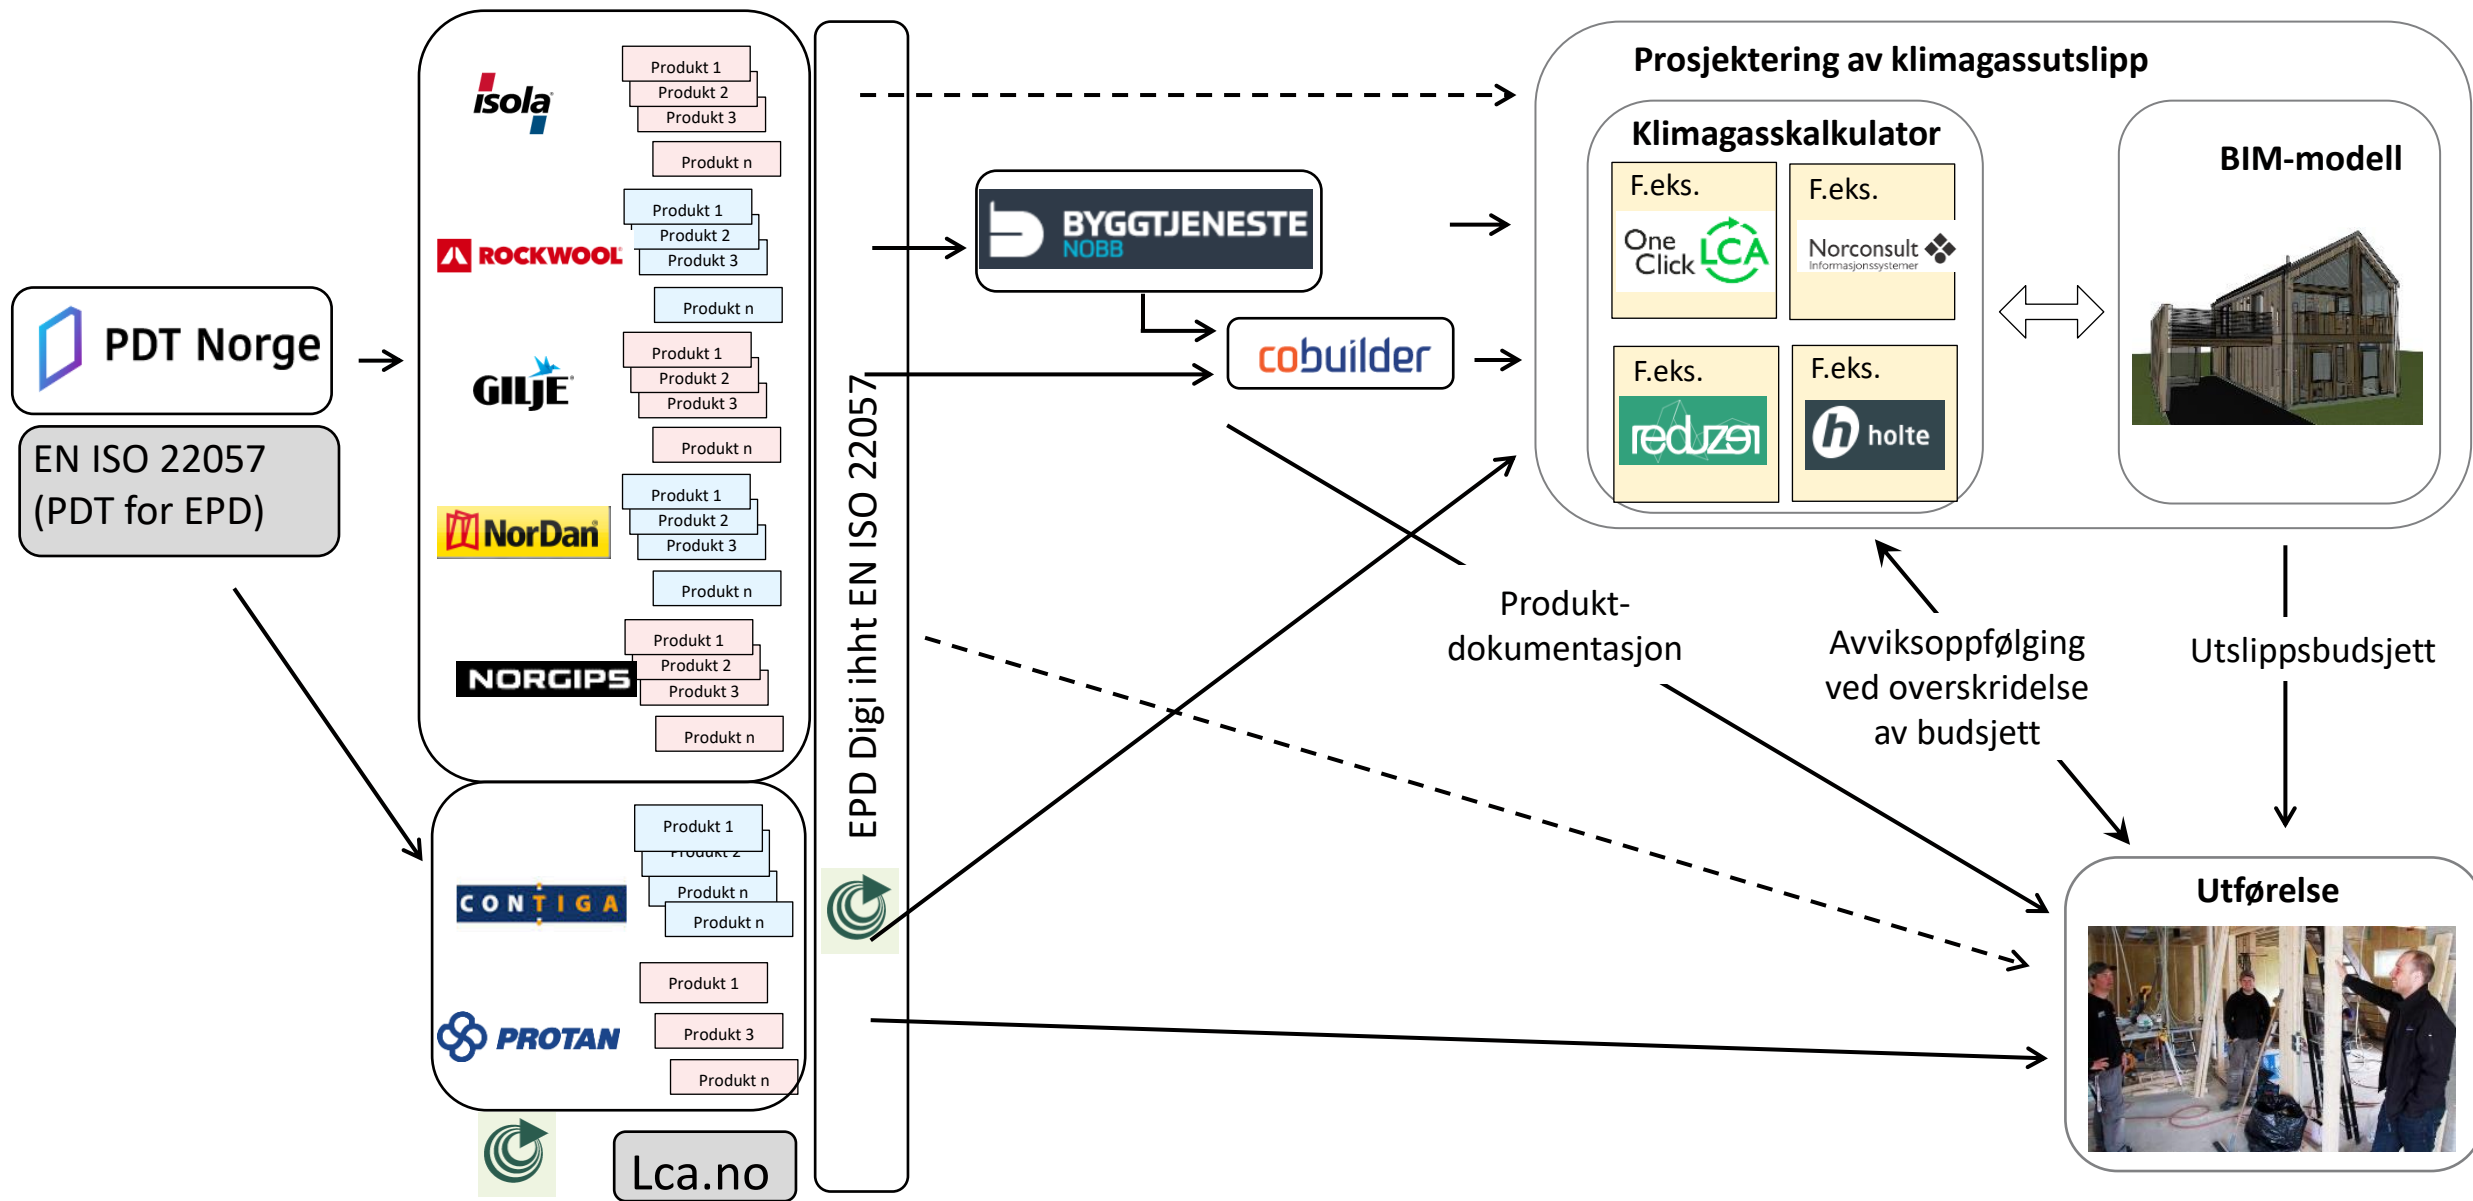 PDT Norge
EN ISO 22057
(PDT for EPD)
isola
Produkt 1
Produkt 2
Produkt 3
Produkt n
ROCKWOOL
Produkt 1
Produkt 2
Produkt 3
Produkt n
GILJE
Produkt 1
Produkt 2
Produkt 3
Produkt n
NorDan
Produkt 1
Produkt 2
Produkt 3
Produkt n
NORGIPS
Produkt 1
Produkt 2
Produkt 3
Produkt n
CONTIGA
Produkt 1
Produkt 2
Produkt n
Produkt n
PROTAN
Produkt 1
Produkt 3
Produkt n
Lca.no
EPD Digi ihht EN ISO 22057
BYGGTJENESTE
NOBB
cobuilder
Prosjektering av klimagassutslipp
Klimagasskalkulator
F.eks.
One
Click LCA
F.eks.
Norconsult
Informasjonssystemer
F.eks.
reduzer
F.eks.
holte
BIM-modell
Produkt-
dokumentasjon
Avviksoppfølging
ved overskridelse
av budsjett
Utslippsbudsjett
Utførelse